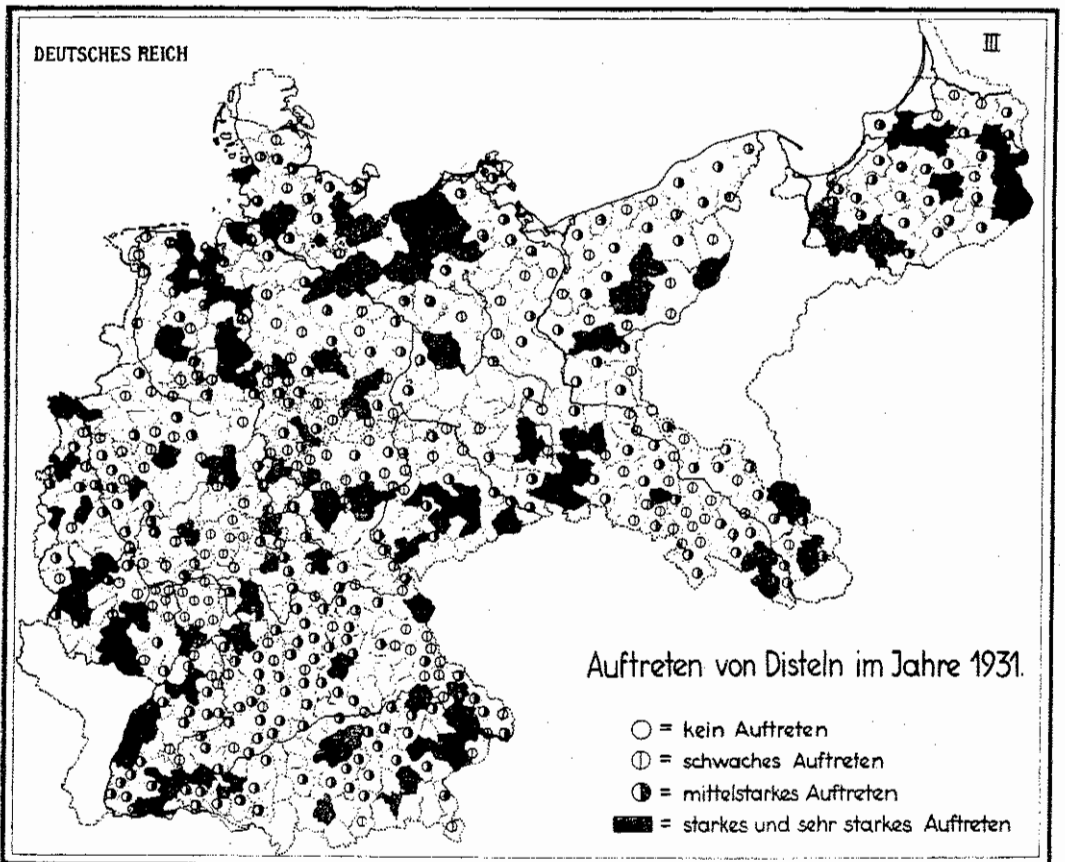 DEUTSCHES REICH
III
Auftreten von Disteln im Jahre 1931.
= kein Auftreten
= schwaches Auftreten
= mittelstarkes Auftreten
= starkes und sehr starkes Auftreten